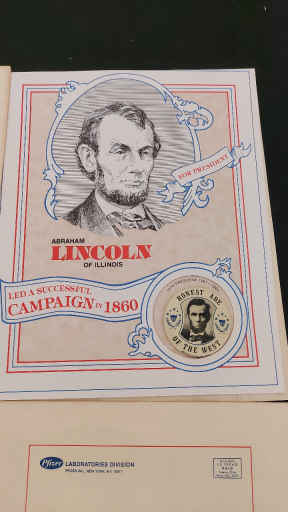 FOR PRESIDENT
ABRAHAM
LINCOLN
OF ILLINOIS
LED A SUCCESSFUL
CAMPAIGN IN 1860
HONEST ABE
OF THE WEST
Pfizer LABORATORIES DIVISION